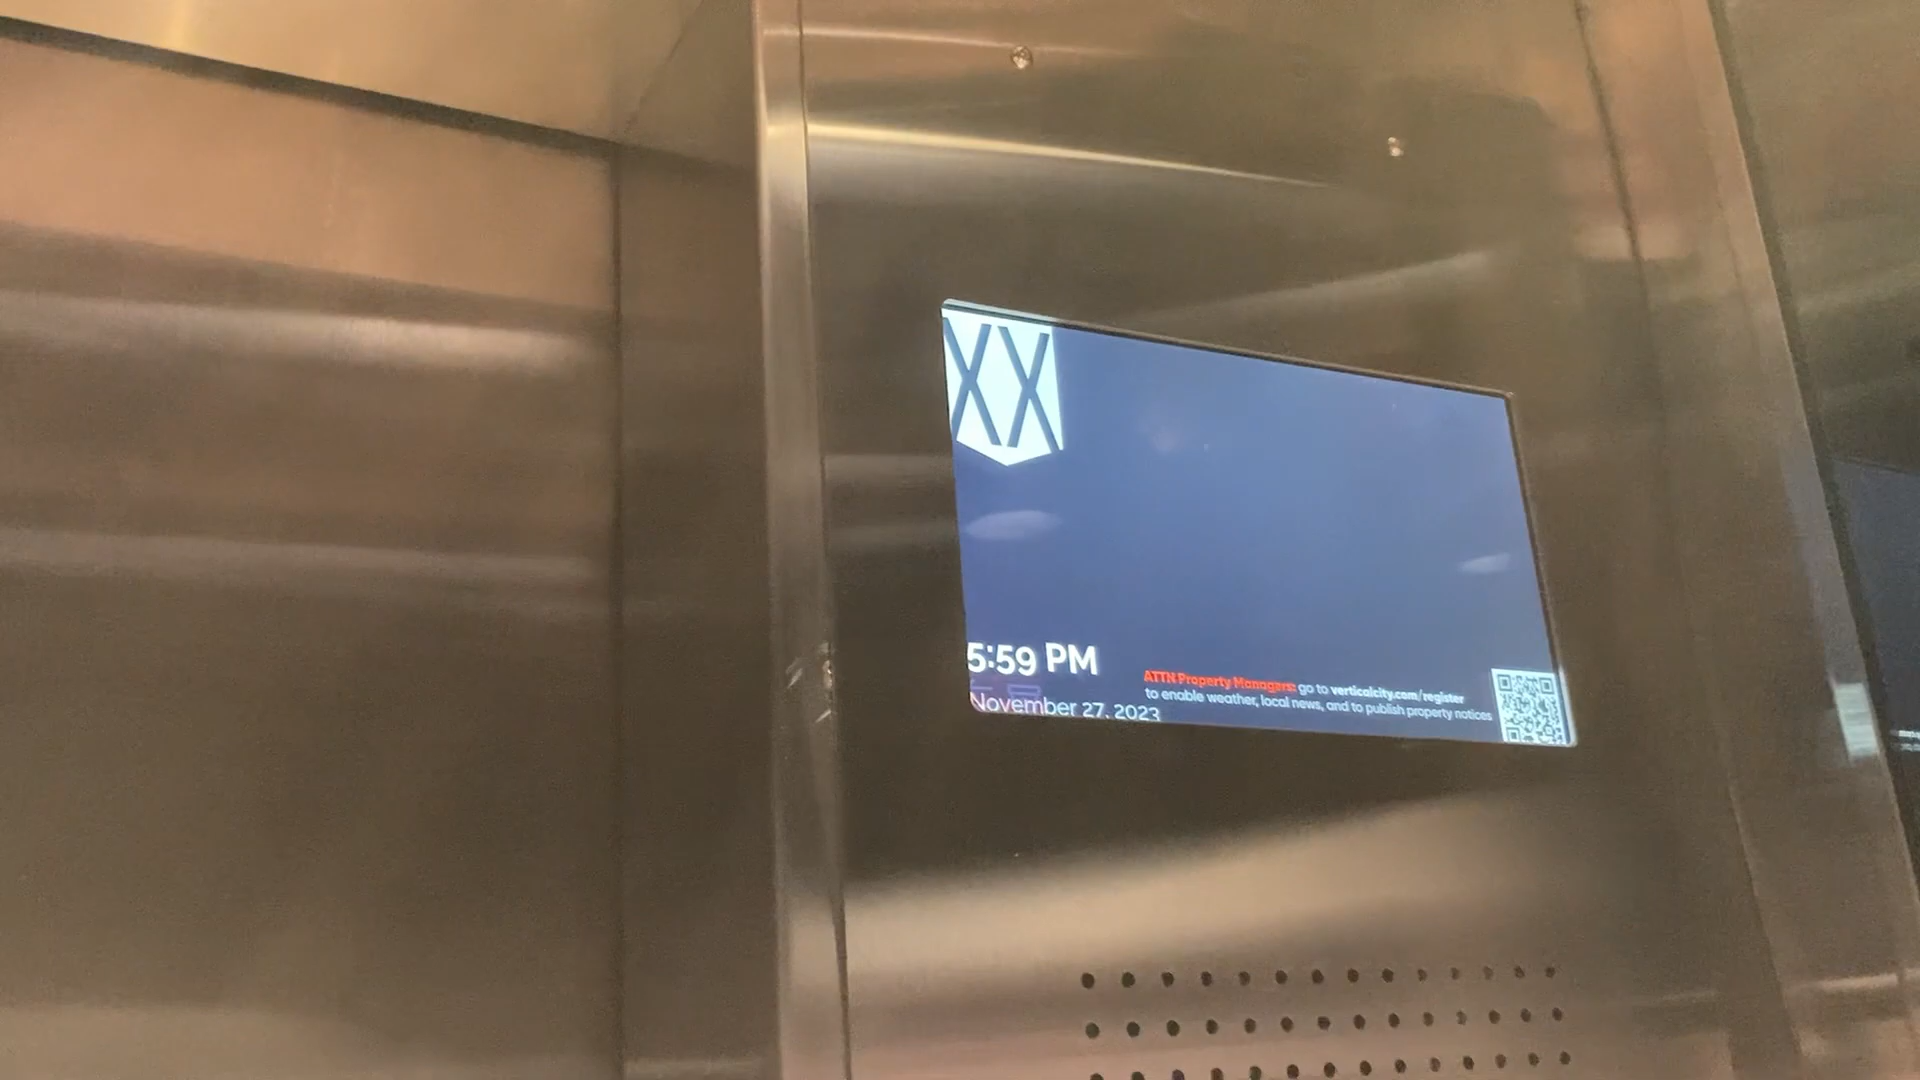 XX
5:59 PM
November 27, 2023
ATTN Property Managers: go to verticalcity.com/register
to enable weather, local news, and to publish property notices